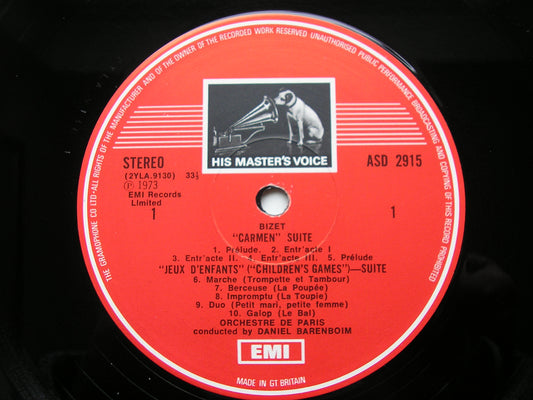 THE GRAMOPHONE CO LTD · ALL RIGHTS OF THE MANUFACTURER AND OF THE OWNER OF THE RECORDED WORK RESERVED UNAUTHORISED PUBLIC PERFORMANCE BROADCASTING AND COPYING OF THIS RECORD PROHIBITED
HIS MASTER'S VOICE
STEREO
ASD 2915
(2YLA.9130) 33⅓
Ⓟ 1973
EMI Records
Limited
1
1
BIZET
"CARMEN" SUITE
1. Prélude. 2. Entr'acte I
3. Entr'acte II. 4. Entr'acte III. 5. Prélude
"JEUX D'ENFANTS" ("CHILDREN'S GAMES")—SUITE
6. Marche (Trompette et Tambour)
7. Berceuse (La Poupée)
8. Impromptu (La Toupie)
9. Duo (Petit mari, petite femme)
10. Galop (Le Bal)
ORCHESTRE DE PARIS
conducted by DANIEL BARENBOIM
EMI
MADE IN GT BRITAIN